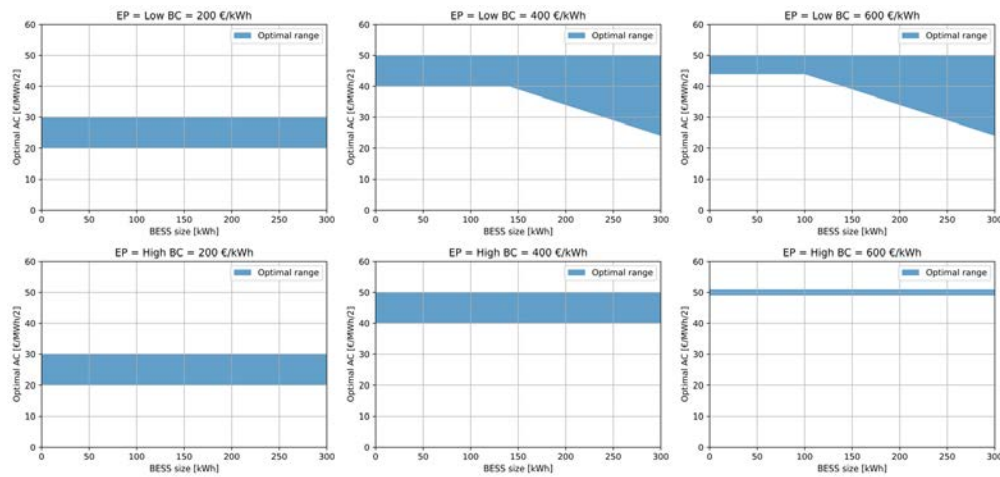 EP = Low BC = 200 €/kWh
Optimal AC [€/MWh/2]
60
50
40
30
20
10
0
Optimal range
0 50 100 150 200 250 300
BESS size [kWh]
EP = Low BC = 400 €/kWh
Optimal AC [€/MWh/2]
60
50
40
30
20
10
0
Optimal range
0 50 100 150 200 250 300
BESS size [kWh]
EP = Low BC = 600 €/kWh
Optimal AC [€/MWh/2]
60
50
40
30
20
10
0
Optimal range
0 50 100 150 200 250 300
BESS size [kWh]
EP = High BC = 200 €/kWh
Optimal AC [€/MWh/2]
60
50
40
30
20
10
0
Optimal range
0 50 100 150 200 250 300
BESS size [kWh]
EP = High BC = 400 €/kWh
Optimal AC [€/MWh/2]
60
50
40
30
20
10
0
Optimal range
0 50 100 150 200 250 300
BESS size [kWh]
EP = High BC = 600 €/kWh
Optimal AC [€/MWh/2]
60
50
40
30
20
10
0
Optimal range
0 50 100 150 200 250 300
BESS size [kWh]